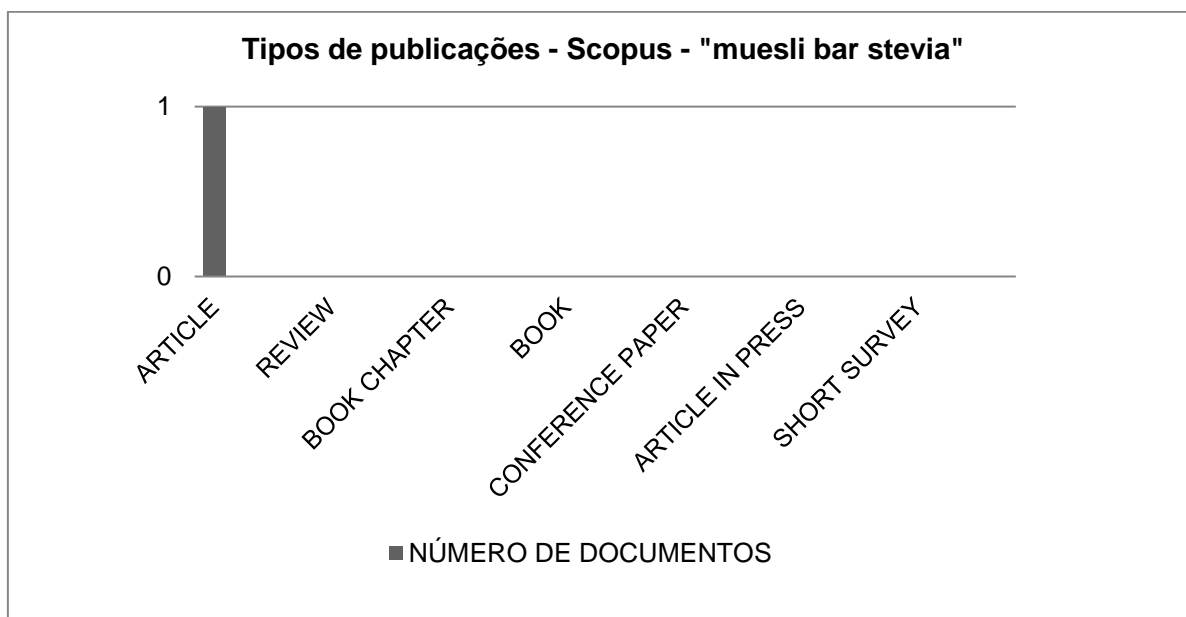 Tipos de publicações - Scopus - "muesli bar stevia"
1
0
ARTICLE
REVIEW
BOOK CHAPTER
BOOK
CONFERENCE PAPER
ARTICLE IN PRESS
SHORT SURVEY
NÚMERO DE DOCUMENTOS